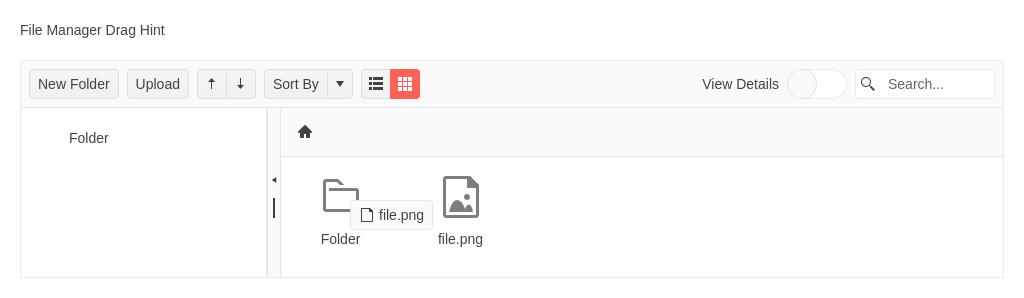 File Manager Drag Hint
New Folder Upload Sort By View Details Search...
Folder
file.png
Folder file.png